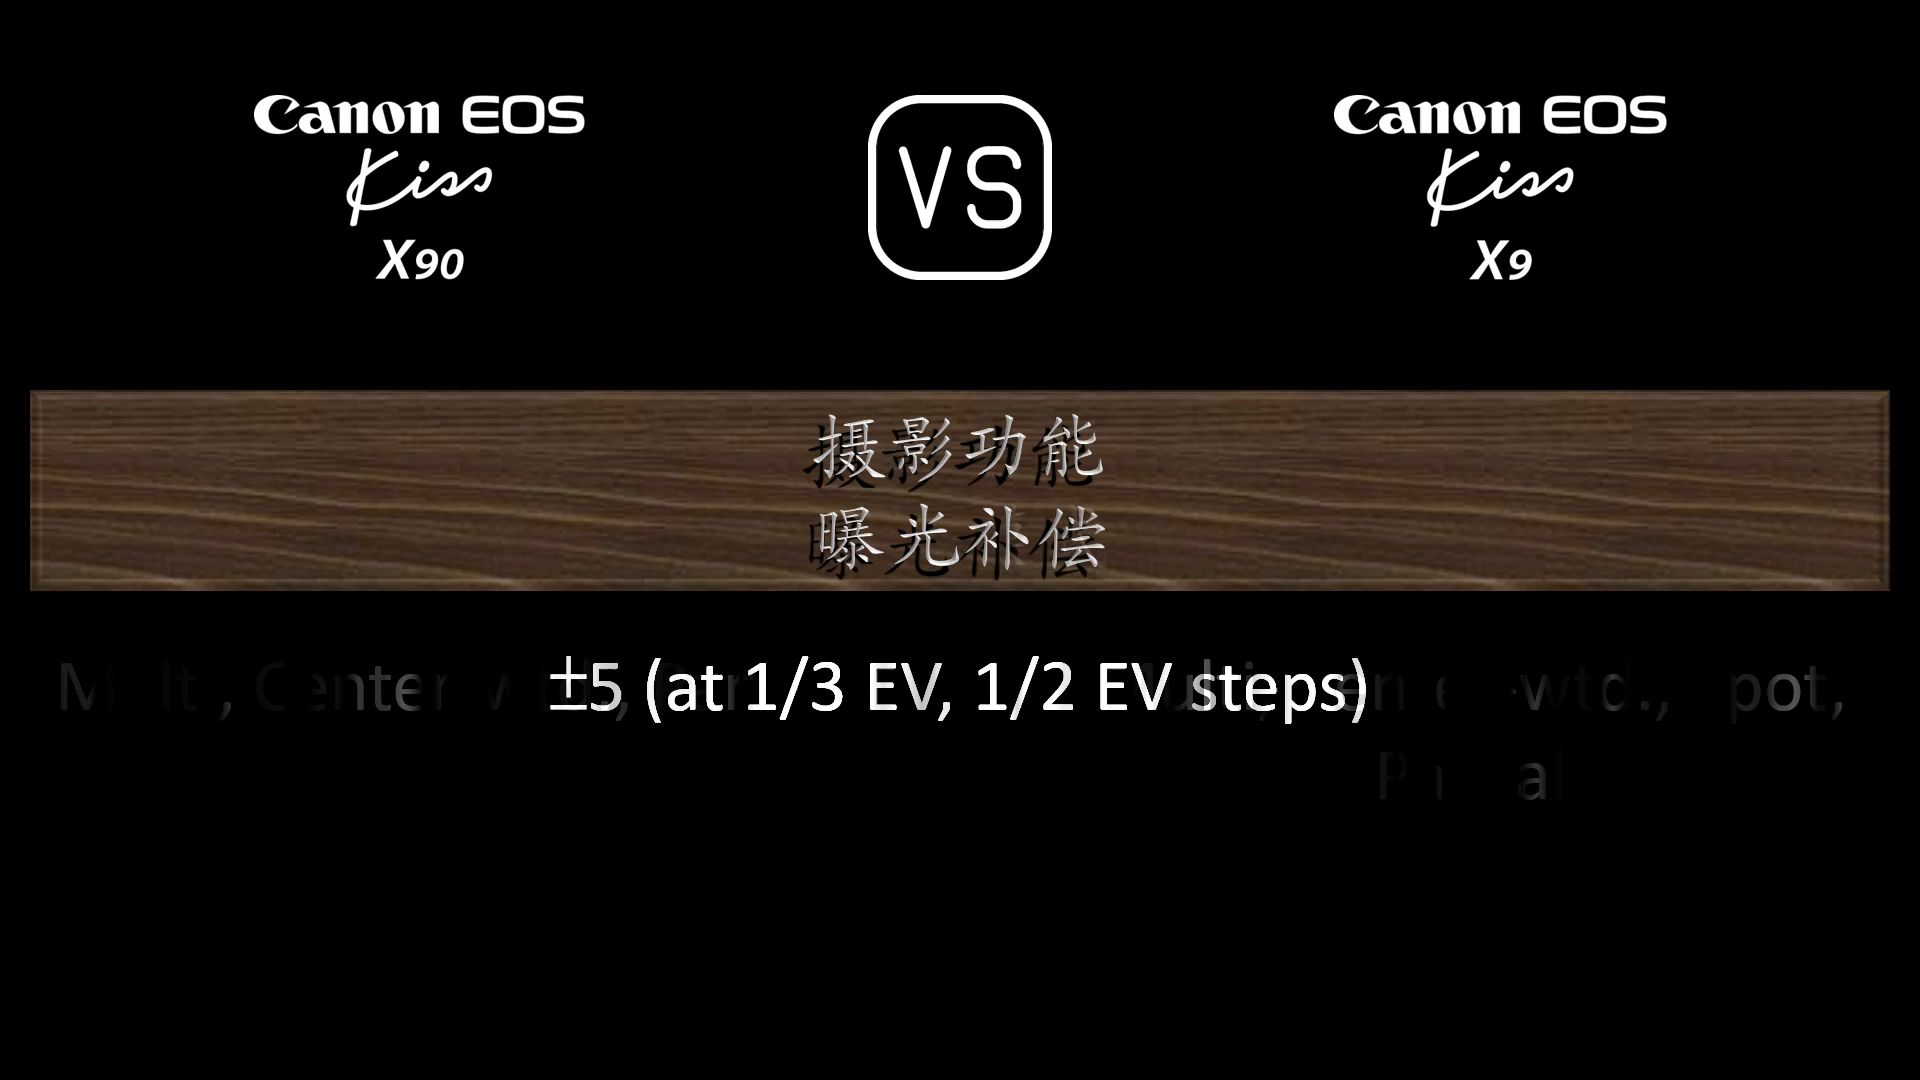 Canon EOS
Kiss
X90
VS
Canon EOS
Kiss
X9
摄影功能
曝光补偿
±5 (at 1/3 EV, 1/2 EV steps)